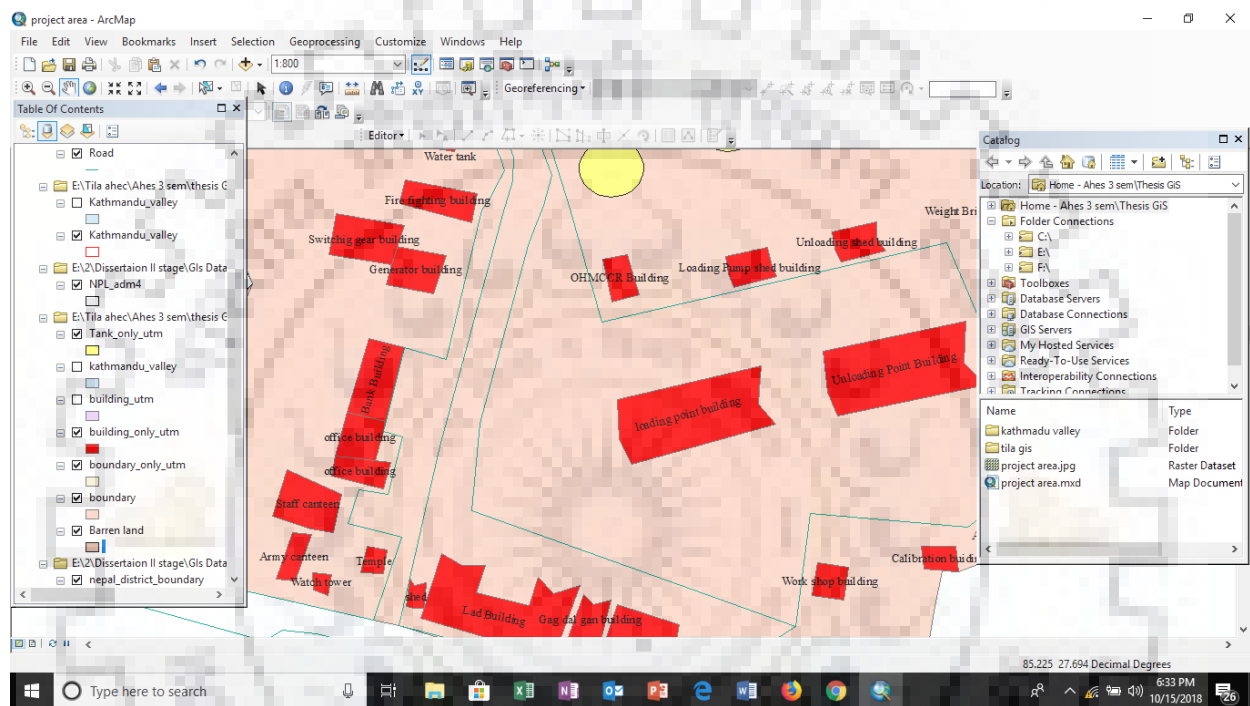 project area - ArcMap
File Edit View Bookmarks Insert Selection Geoprocessing Customize Windows Help
1:800
Georeferencing
Editor
Table Of Contents
Road
E:\Tila ahec\Ahes 3 sem\thesis G
Kathmandu_valley
Kathmandu_valley
E:\2\Dissertaion II stage\GIs Data
NPL_adm4
E:\Tila ahec\Ahes 3 sem\thesis G
Tank_only_utm
kathmandu_valley
building_utm
building_only_utm
boundary_only_utm
boundary
Barren land
E:\2\Dissertaion II stage\GIs Data
nepal_district_boundary
Water tank
Fire fighting building
Switchig gear building
Generator building
Weight Bri
Unloading shed building
Loading Pump shed building
OHMCCR Building
Bank Building
Unloading Point Building
loading point building
office building
office building
Staff canteen
Army canteen
Temple
Watch tower
shed
Lad Building
Gag dal gan building
Work shop building
Calibration buidin
Catalog
Location: Home - Ahes 3 sem\Thesis GiS
Home - Ahes 3 sem\Thesis GiS
Folder Connections
C:\
E:\
F:\
Toolboxes
Database Servers
Database Connections
GIS Servers
My Hosted Services
Ready-To-Use Services
Interoperability Connections
Tracking Connections
Name Type
kathmadu valley Folder
tila gis Folder
project area.jpg Raster Dataset
project area.mxd Map Document
85.225 27.694 Decimal Degrees
Type here to search
6:33 PM
10/15/2018
26